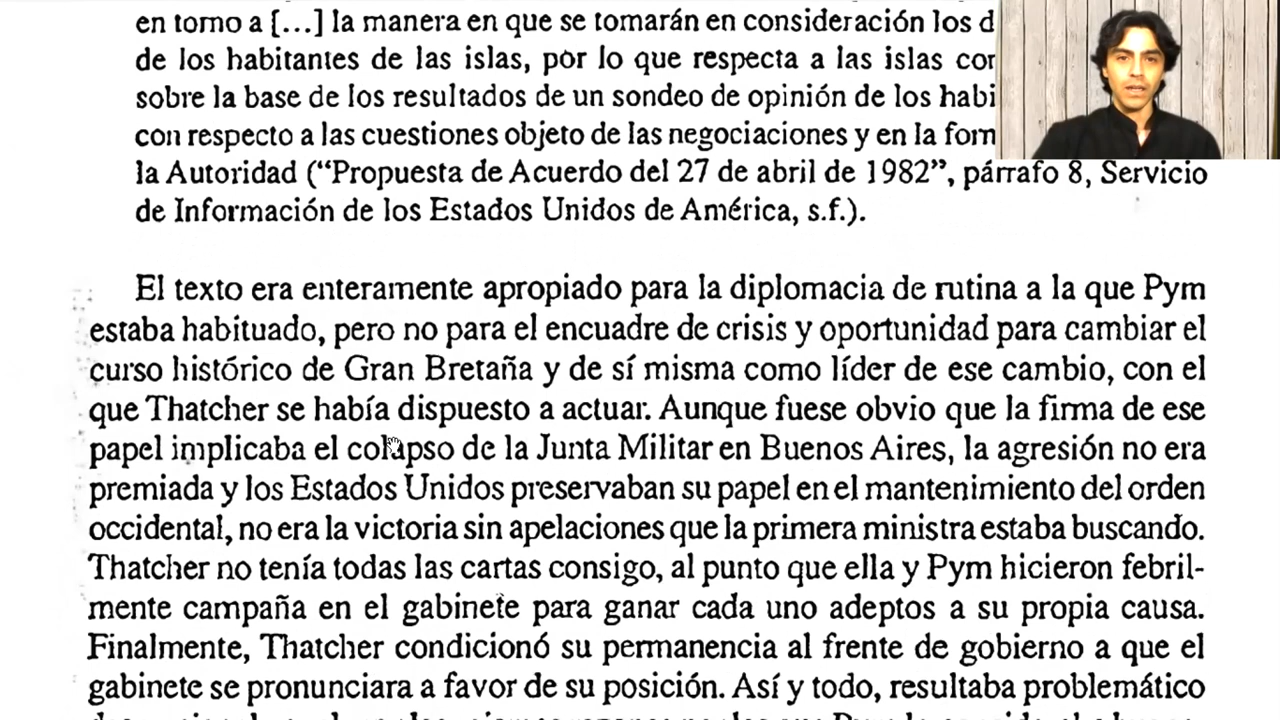 en torno a […] la manera en que se tomarán en consideración los
de los habitantes de las islas, por lo que respecta a las islas
sobre la base de los resultados de un sondeo de opinión de los
con respecto a las cuestiones objeto de las negociaciones y en la
la Autoridad (“Propuesta de Acuerdo del 27 de abril de 1982”, párrafo 8, Servicio
de Información de los Estados Unidos de América, s.f.).
El texto era enteramente apropiado para la diplomacia de rutina a la que Pym
estaba habituado, pero no para el encuadre de crisis y oportunidad para cambiar el
curso histórico de Gran Bretaña y de sí misma como líder de ese cambio, con el
que Thatcher se había dispuesto a actuar. Aunque fuese obvio que la firma de ese
papel implicaba el colapso de la Junta Militar en Buenos Aires, la agresión no era
premiada y los Estados Unidos preservaban su papel en el mantenimiento del orden
occidental, no era la victoria sin apelaciones que la primera ministra estaba buscando.
Thatcher no tenía todas las cartas consigo, al punto que ella y Pym hicieron febril-
mente campaña en el gabinete para ganar cada uno adeptos a su propia causa.
Finalmente, Thatcher condicionó su permanencia al frente de gobierno a que el
gabinete se pronunciara a favor de su posición. Así y todo, resultaba problemático